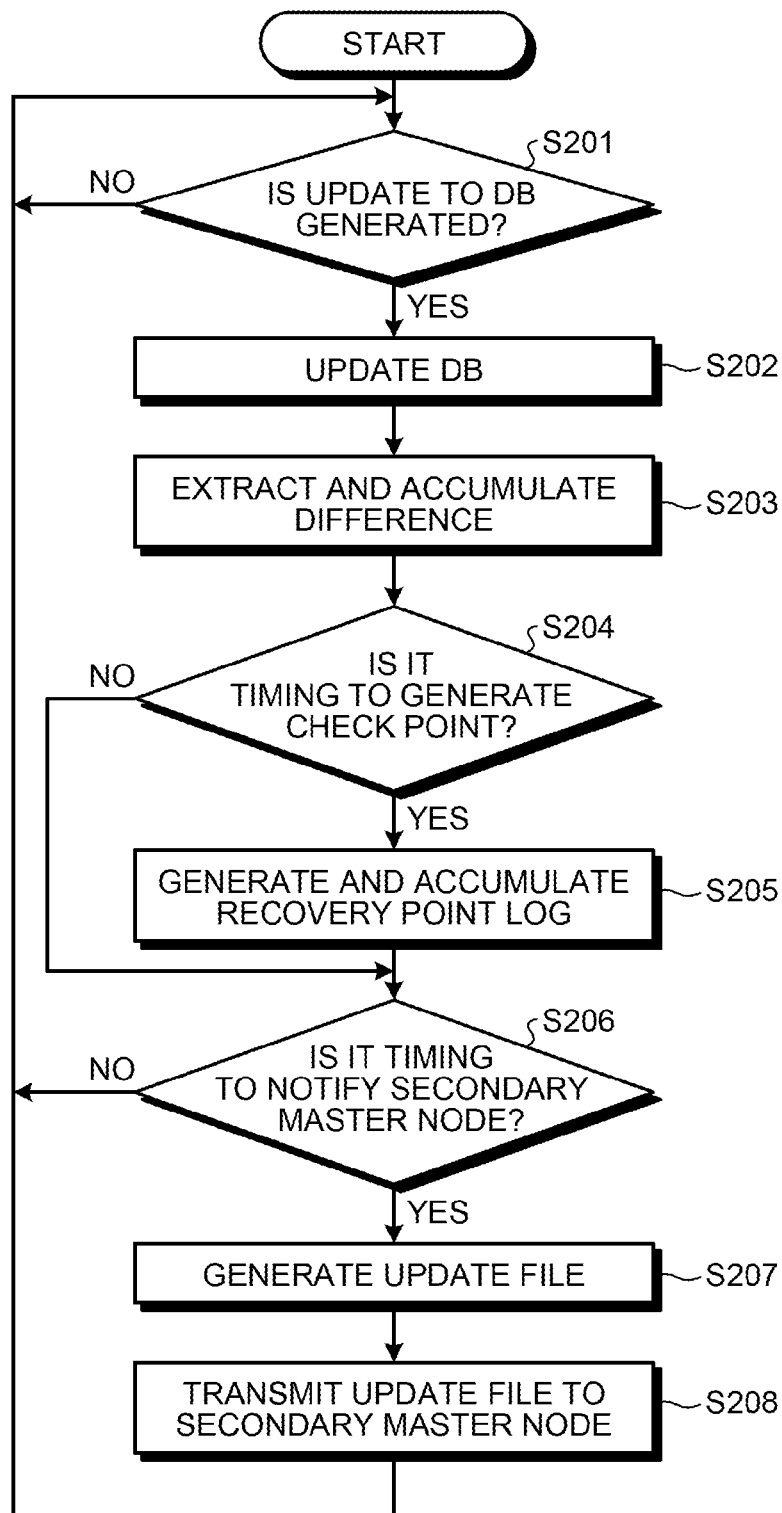 START
S201
NO
IS UPDATE TO DB
GENERATED?
YES
UPDATE DB
S202
EXTRACT AND ACCUMULATE
DIFFERENCE
S203
S204
NO
IS IT
TIMING TO GENERATE
CHECK POINT?
YES
GENERATE AND ACCUMULATE
RECOVERY POINT LOG
S205
S206
NO
IS IT TIMING
TO NOTIFY SECONDARY
MASTER NODE?
YES
GENERATE UPDATE FILE
S207
TRANSMIT UPDATE FILE TO
SECONDARY MASTER NODE
S208